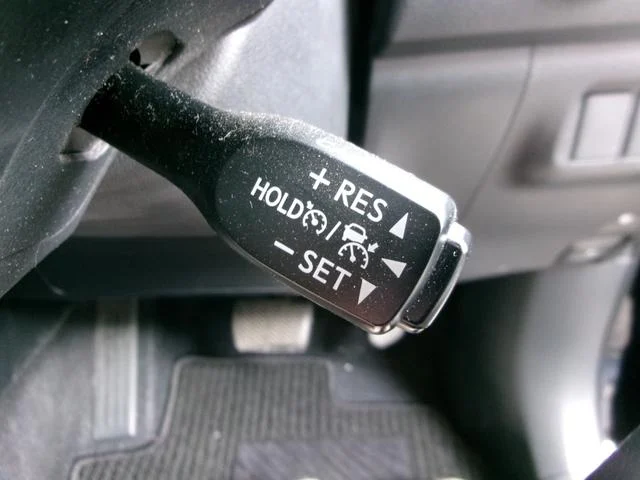 + RES
HOLD /
- SET